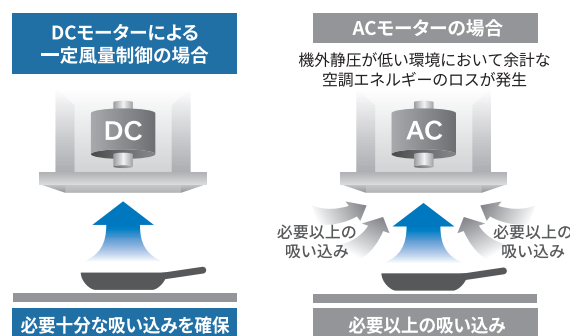 DCモーターによる
一定風量制御の場合
DC
必要十分な吸い込みを確保
ACモーターの場合
機外静圧が低い環境において余計な
空調エネルギーのロスが発生
AC
必要以上の
吸い込み
必要以上の
吸い込み
必要以上の吸い込み